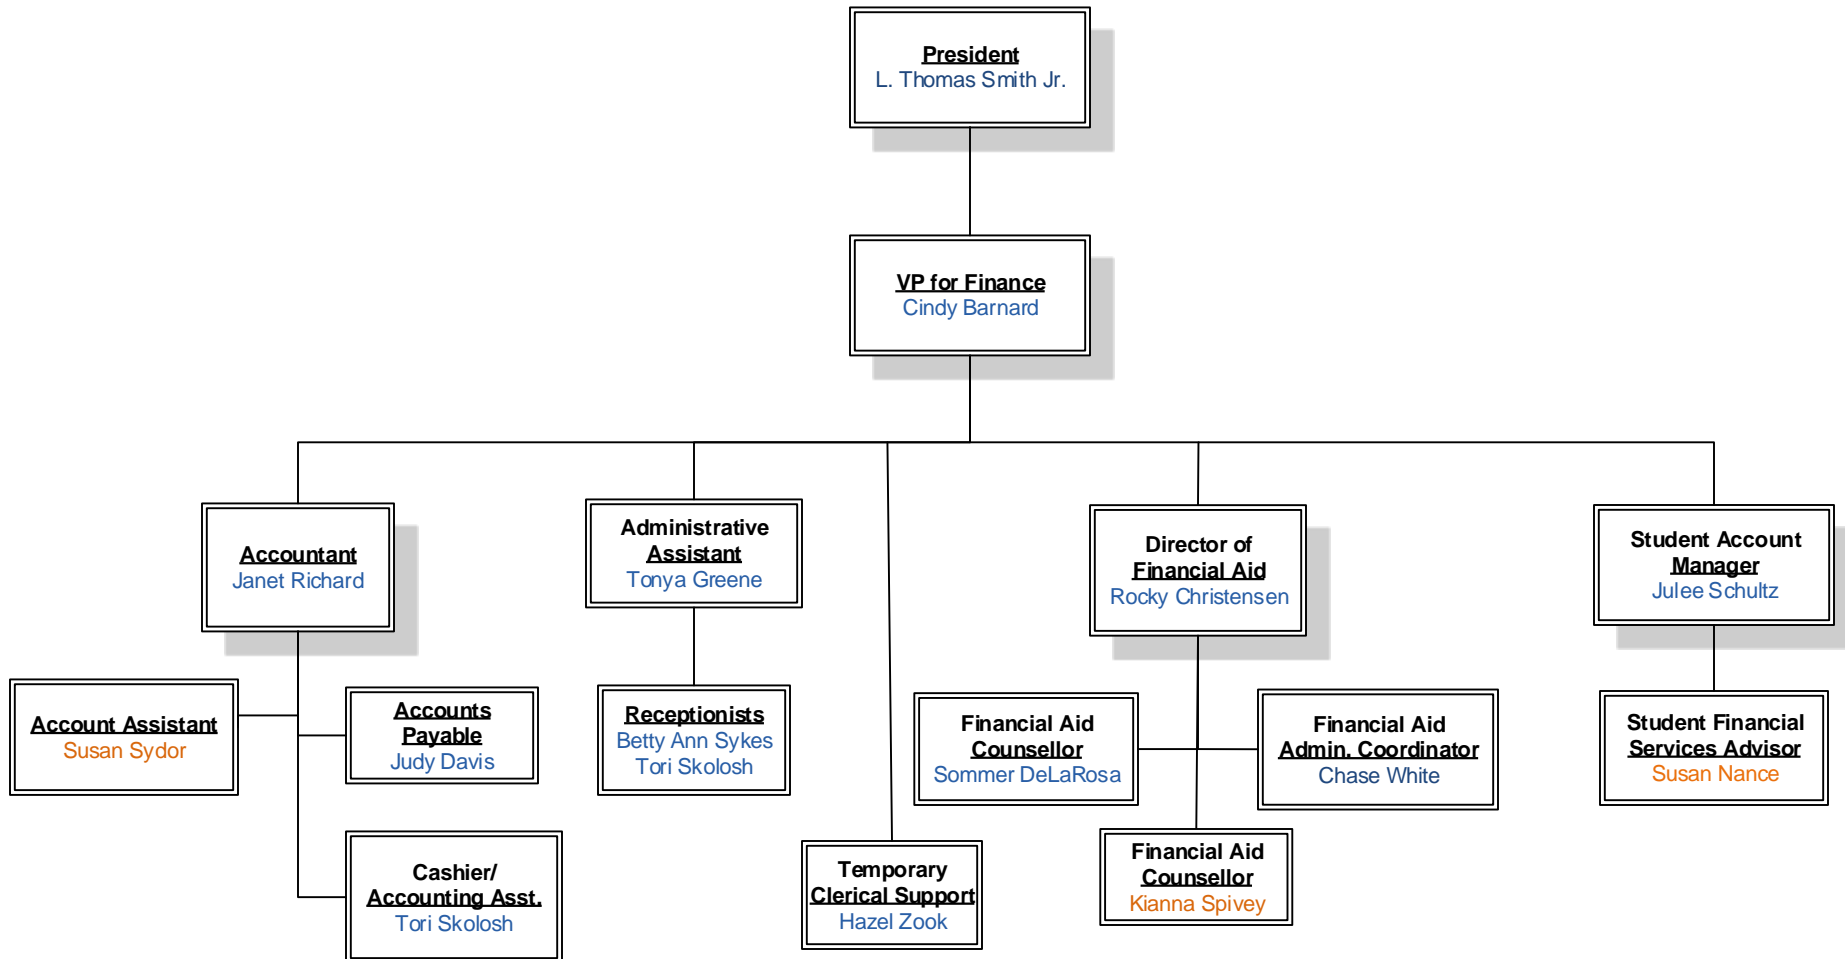 President
L. Thomas Smith Jr.
VP for Finance
Cindy Barnard
Accountant
Janet Richard
Administrative
Assistant
Tonya Greene
Director of
Financial Aid
Rocky Christensen
Student Account
Manager
Julee Schultz
Account Assistant
Susan Sydor
Accounts
Payable
Judy Davis
Receptionists
Betty Ann Sykes
Tori Skolosh
Financial Aid
Counsellor
Sommer DeLaRosa
Financial Aid
Admin. Coordinator
Chase White
Student Financial
Services Advisor
Susan Nance
Cashier/
Accounting Asst.
Tori Skolosh
Temporary
Clerical Support
Hazel Zook
Financial Aid
Counsellor
Kianna Spivey